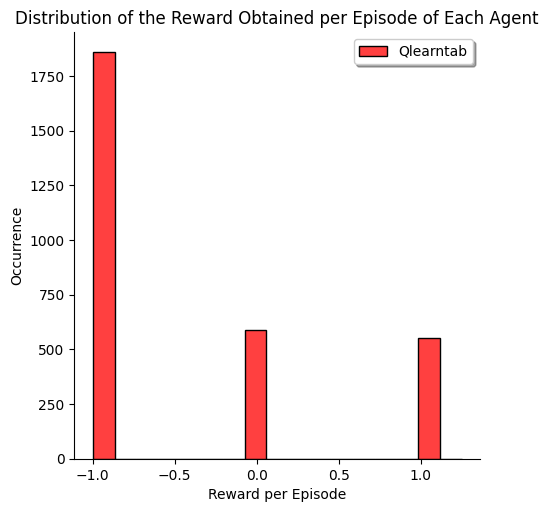 Distribution of the Reward Obtained per Episode of Each Agent
Qlearntab
1750
1500
1250
1000
750
500
250
0
Occurrence
−1.0 −0.5 0.0 0.5 1.0
Reward per Episode